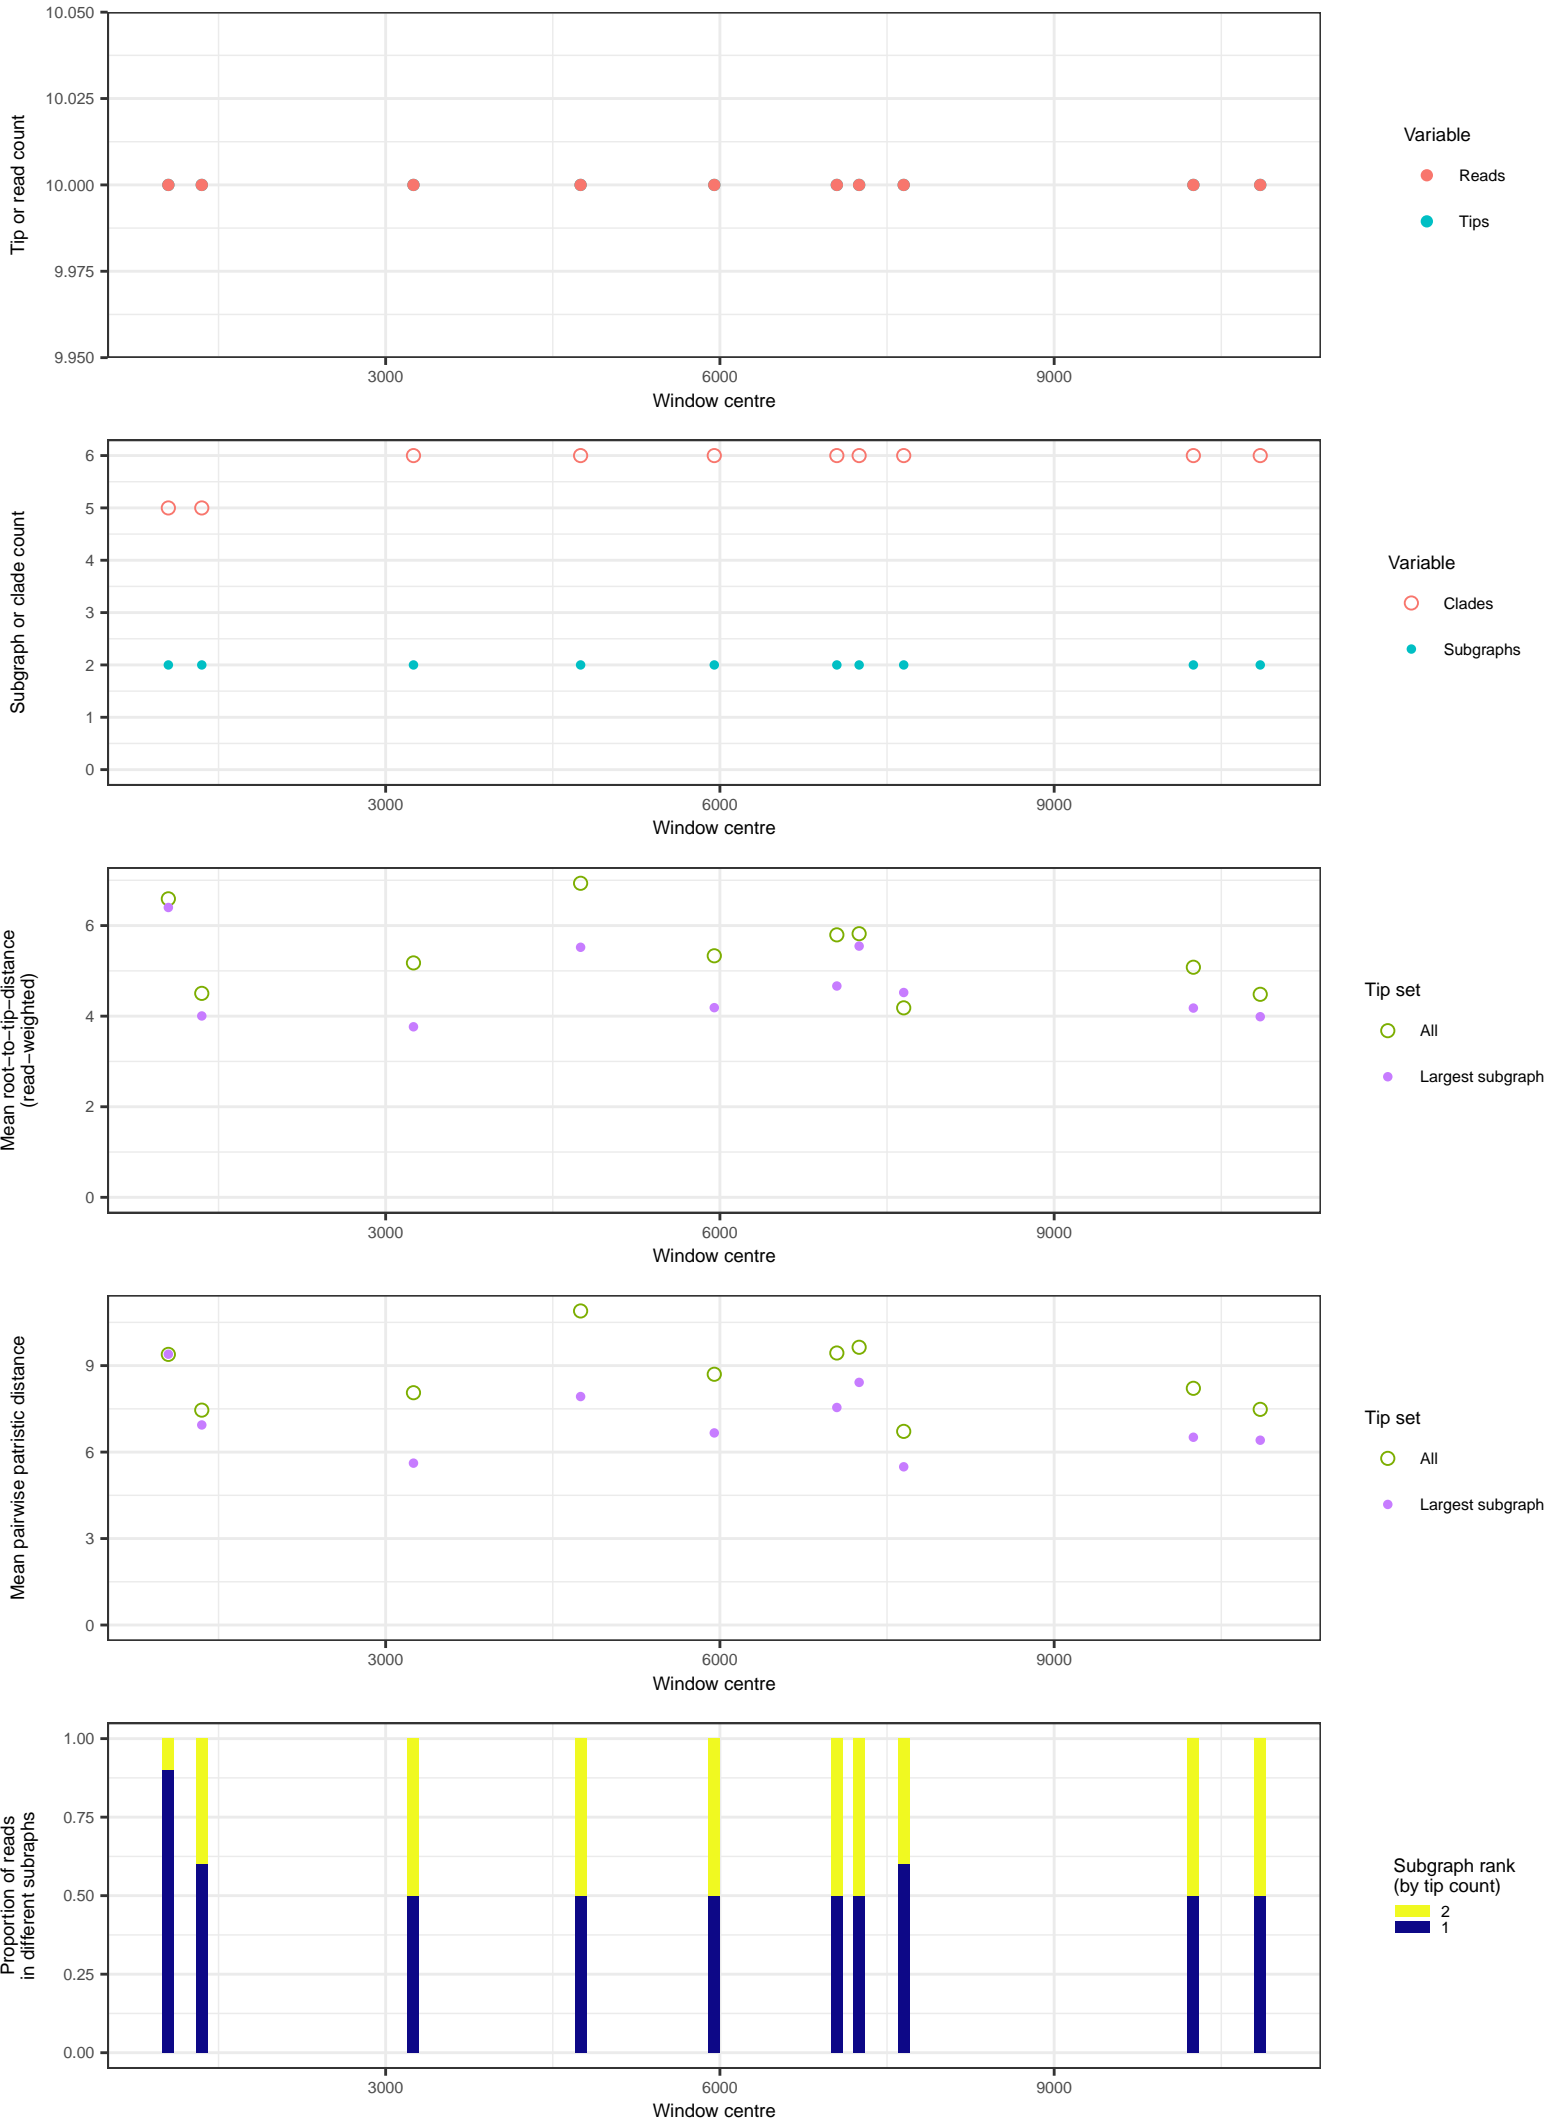 10.050
10.025
10.000
9.975
9.950
Tip or read count
3000
6000
9000
Window centre
Variable
Reads
Tips
6
5
4
3
2
1
0
Subgraph or clade count
3000
6000
9000
Window centre
Variable
Clades
Subgraphs
6
4
2
0
Mean root−to−tip−distance
(read−weighted)
3000
6000
9000
Window centre
Tip set
All
Largest subgraph
9
6
3
0
Mean pairwise patristic distance
3000
6000
9000
Window centre
Tip set
All
Largest subgraph
1.00
0.75
0.50
0.25
0.00
Proportion of reads
in different subraphs
3000
6000
9000
Window centre
Subgraph rank
(by tip count)
2
1